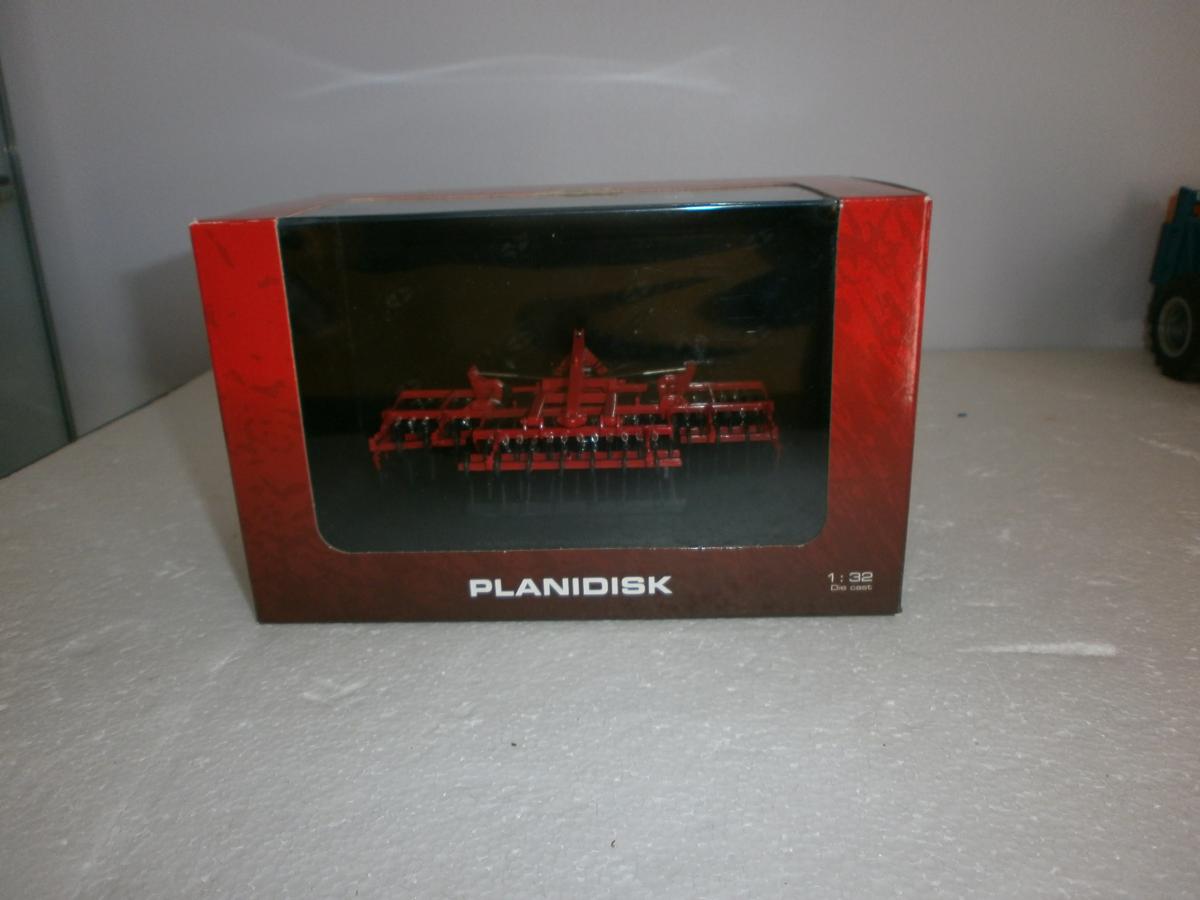 PLANIDISK
1:32
Die cast